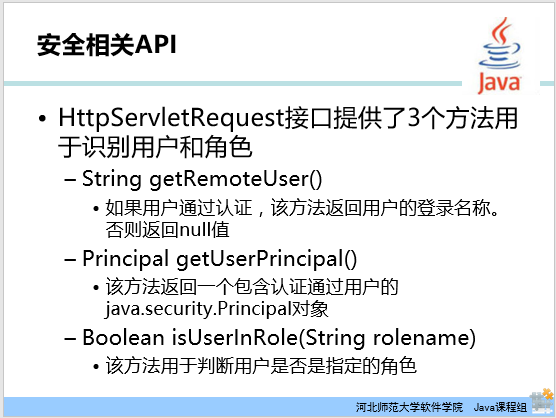 安全相关API
Java
• HttpServletRequest接口提供了3个方法用
于识别用户和角色
– String getRemoteUser()
• 如果用户通过认证，该方法返回用户的登录名称。
否则返回null值
– Principal getUserPrincipal()
• 该方法返回一个包含认证通过用户的
java.security.Principal对象
– Boolean isUserInRole(String rolename)
• 该方法用于判断用户是否是指定的角色
河北师范大学软件学院 Java课程组